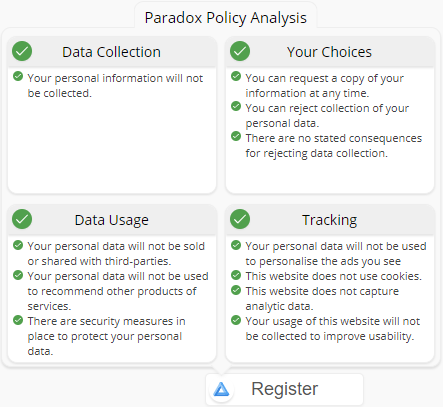 Paradox Policy Analysis
Data Collection
Your personal information will not
be collected.
Your Choices
You can request a copy of your
information at any time.
You can reject collection of your
personal data.
There are no stated consequences
for rejecting data collection.
Data Usage
Your personal data will not be sold
or shared with third-parties.
Your personal data will not be used
to recommend other products of
services.
There are security measures in
place to protect your personal
data.
Tracking
Your personal data will not be used
to personalise the ads you see
This website does not use cookies.
This website does not capture
analytic data.
Your usage of this website will not
be collected to improve usability.
Register